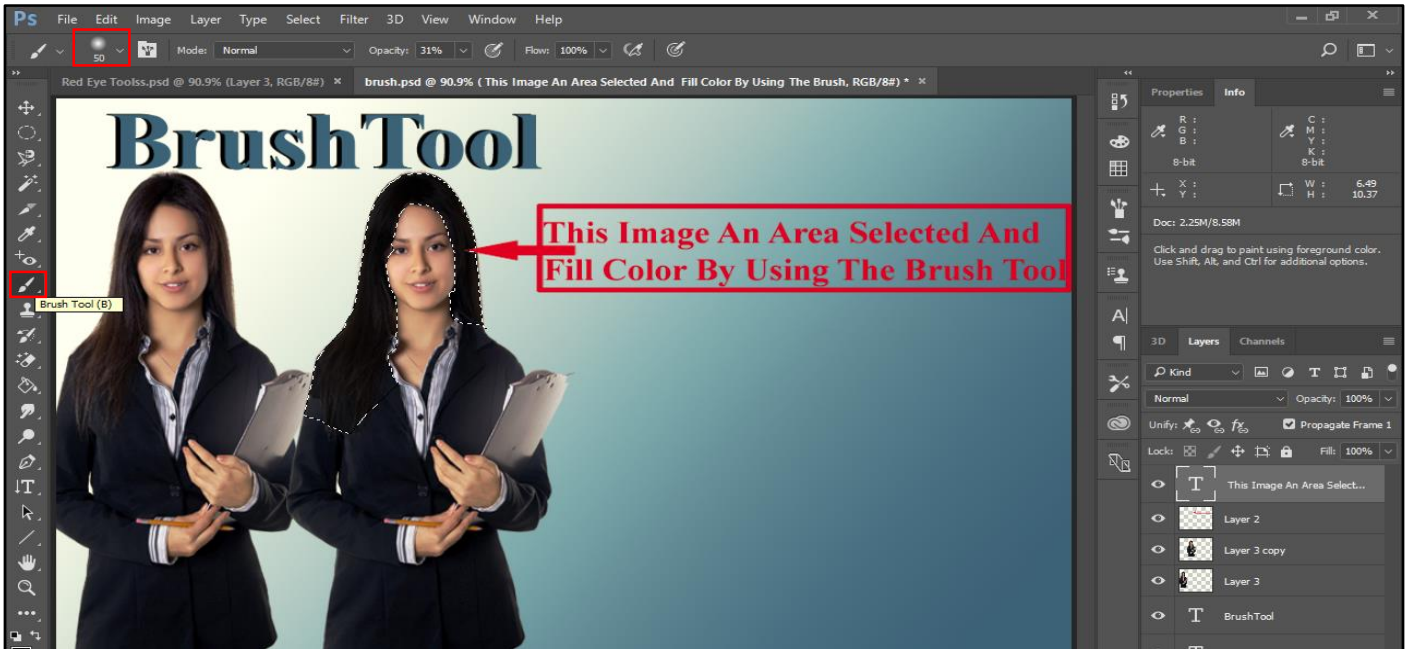 Ps File Edit Image Layer Type Select Filter 3D View Window Help
50 Mode: Normal Opacity: 31% Flow: 100%
Red Eye Toolss.psd @ 90.9% (Layer 3, RGB/8#) × brush.psd @ 90.9% ( This Image An Area Selected And Fill Color By Using The Brush, RGB/8#) * ×
BrushTool
This Image An Area Selected And
Fill Color By Using The Brush Tool
Brush Tool (B)
Properties Info
R : C :
G : M :
B : Y :
K :
8-bit 8-bit
X : W : 6.49
Y : H : 10.37
Doc: 2.25M/8.58M
Click and drag to paint using foreground color.
Use Shift, Alt, and Ctrl for additional options.
3D Layers Channels
Kind
Normal Opacity: 100%
Unify: Propagate Frame 1
Lock: Fill: 100%
This Image An Area Select...
Layer 2
Layer 3 copy
Layer 3
BrushTool